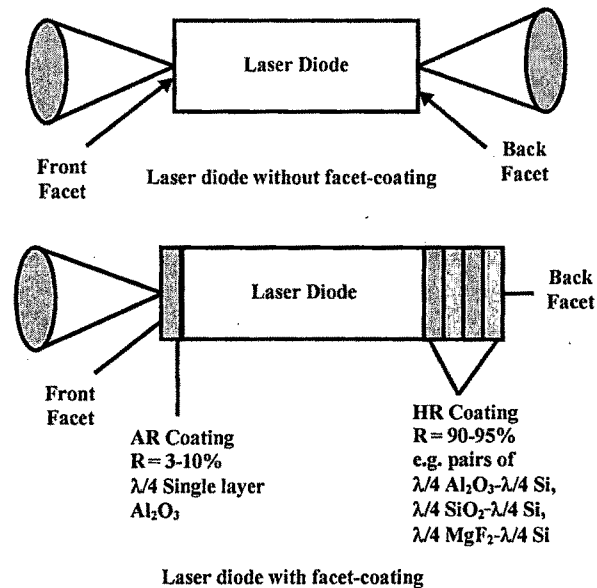 Laser Diode
Front
Facet
Back
Facet
Laser diode without facet-coating
Laser Diode
Back
Facet
Front
Facet
AR Coating
R= 3-10%
λ/4 Single layer
Al₂O₃
HR Coating
R= 90-95%
e.g. pairs of
λ/4 Al₂O₃-λ/4 Si,
λ/4 SiO₂-λ/4 Si,
λ/4 MgF₂-λ/4 Si
Laser diode with facet-coating